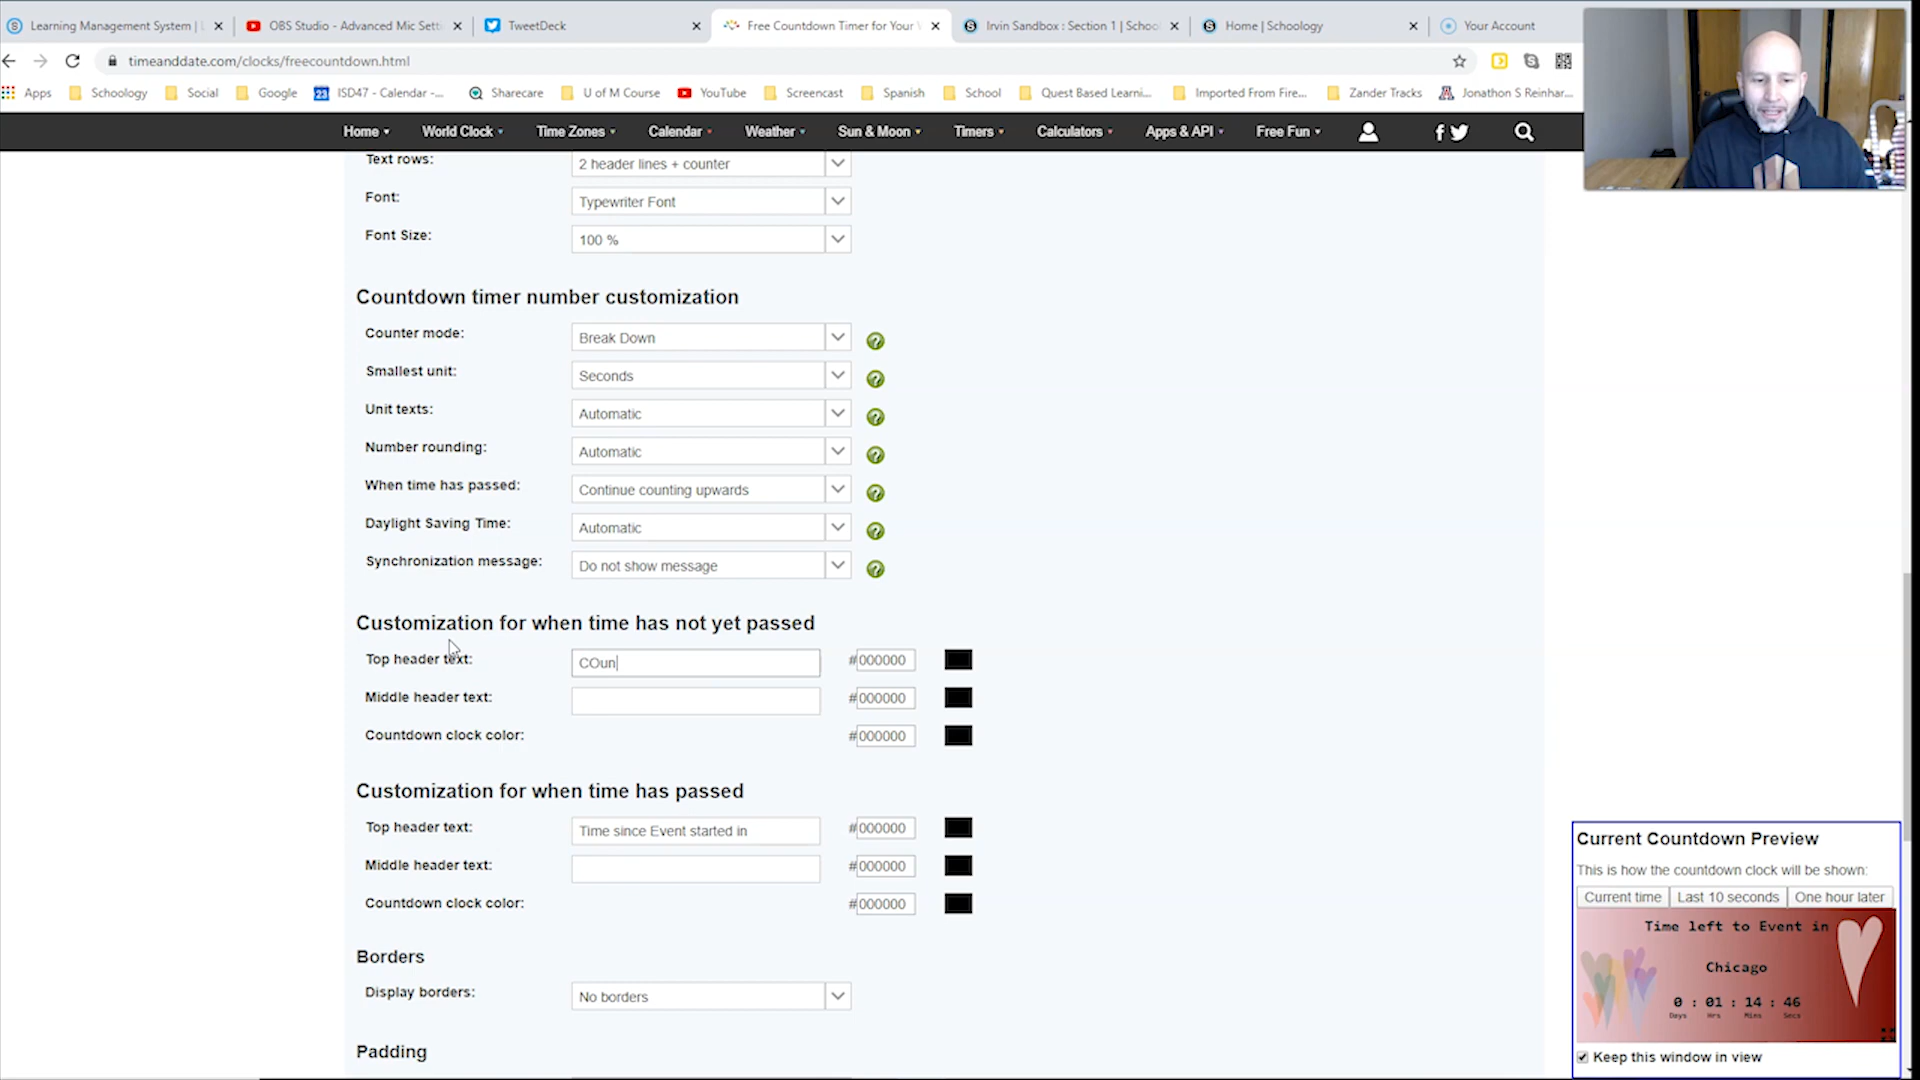 Learning Management System |
OBS Studio - Advanced Mic Setti
TweetDeck
Free Countdown Timer for Your
Irvin Sandbox : Section 1 | Schoo
Home | Schoology
Your Account
timeanddate.com/clocks/freecountdown.html
Apps
Schoology
Social
Google
23
ISD47 - Calendar -...
Sharecare
U of M Course
YouTube
Screencast
Spanish
School
Quest Based Learni...
Imported From Fire...
Zander Tracks
Jonathon S Reinhar...
Home
World Clock
Time Zones
Calendar
Weather
Sun & Moon
Timers
Calculators
Apps & API
Free Fun
Text rows:
2 header lines + counter
Font:
Typewriter Font
Font Size:
100 %
Countdown timer number customization
Counter mode:
Break Down
Smallest unit:
Seconds
Unit texts:
Automatic
Number rounding:
Automatic
When time has passed:
Continue counting upwards
Daylight Saving Time:
Automatic
Synchronization message:
Do not show message
Customization for when time has not yet passed
Top header text:
COun
#000000
Middle header text:
#000000
Countdown clock color:
#000000
Customization for when time has passed
Top header text:
Time since Event started in
#000000
Middle header text:
#000000
Countdown clock color:
#000000
Borders
Display borders:
No borders
Padding
Current Countdown Preview
This is how the countdown clock will be shown:
Current time
Last 10 seconds
One hour later
Time left to Event in
Chicago
0 : 01 : 14 : 46
Days Hrs Mins Secs
Keep this window in view